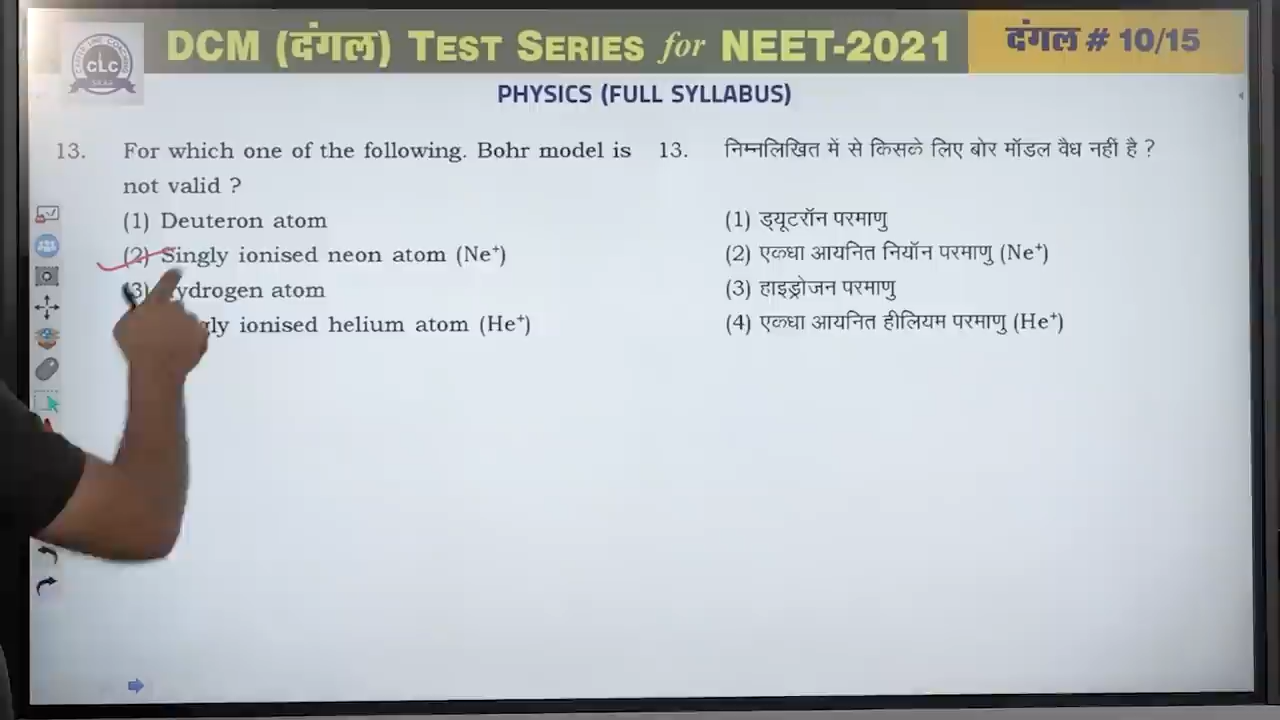 DCM (दंगल) TEST SERIES for NEET-2021
दंगल # 10/15
CLC
PHYSICS (FULL SYLLABUS)
13. For which one of the following. Bohr model is
not valid ?
(1) Deuteron atom
(2) Singly ionised neon atom (Ne⁺)
(3) ydrogen atom
gly ionised helium atom (He⁺)
13. निम्नलिखित में से किसके लिए बोर मॉडल वैध नहीं है ?
(1) ड्यूटरॉन परमाणु
(2) एकधा आयनित नियॉन परमाणु (Ne⁺)
(3) हाइड्रोजन परमाणु
(4) एकधा आयनित हीलियम परमाणु (He⁺)